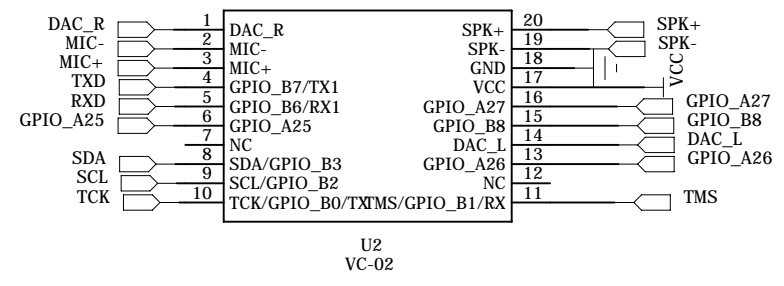 DAC_R 1 DAC_R SPK+ 20 SPK+
MIC- 2 MIC- SPK- 19 SPK-
MIC+ 3 MIC+ GND 18
TXD 4 GPIO_B7/TX1 VCC 17 VCC
RXD 5 GPIO_B6/RX1 GPIO_A27 16 GPIO_A27
GPIO_A25 6 GPIO_A25 GPIO_B8 15 GPIO_B8
7 NC DAC_L 14 DAC_L
SDA 8 SDA/GPIO_B3 GPIO_A26 13 GPIO_A26
SCL 9 SCL/GPIO_B2 NC 12
TCK 10 TCK/GPIO_B0/TX TMS/GPIO_B1/RX 11 TMS
U2
VC-02